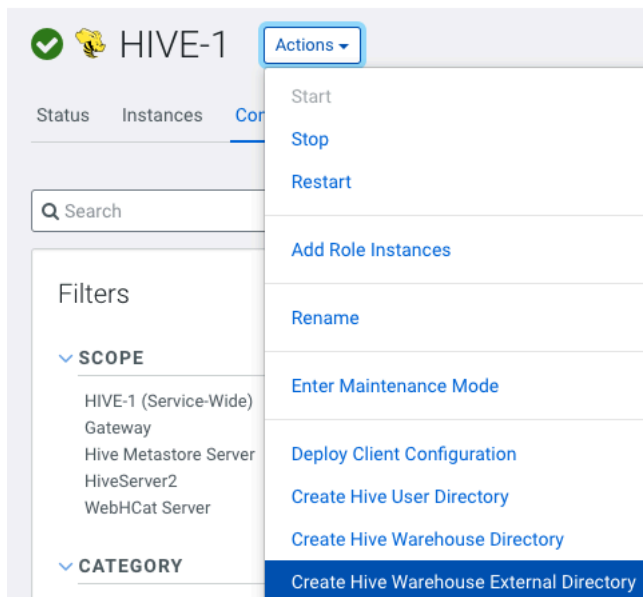 HIVE-1
Actions
Status Instances
Start
Stop
Restart
Search
Add Role Instances
Filters
Rename
SCOPE
HIVE-1 (Service-Wide)
Gateway
Hive Metastore Server
HiveServer2
WebHCat Server
Enter Maintenance Mode
Deploy Client Configuration
Create Hive User Directory
Create Hive Warehouse Directory
CATEGORY
Create Hive Warehouse External Directory